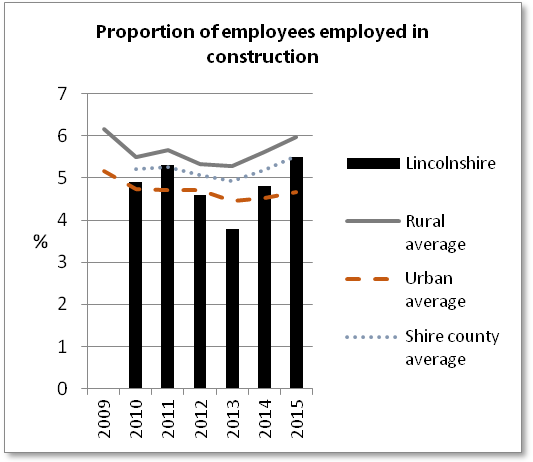 Proportion of employees employed in
construction
7
6
5
4
3
2
1
0
%
2009
2010
2011
2012
2013
2014
2015
Lincolnshire
Rural
average
Urban
average
Shire county
average